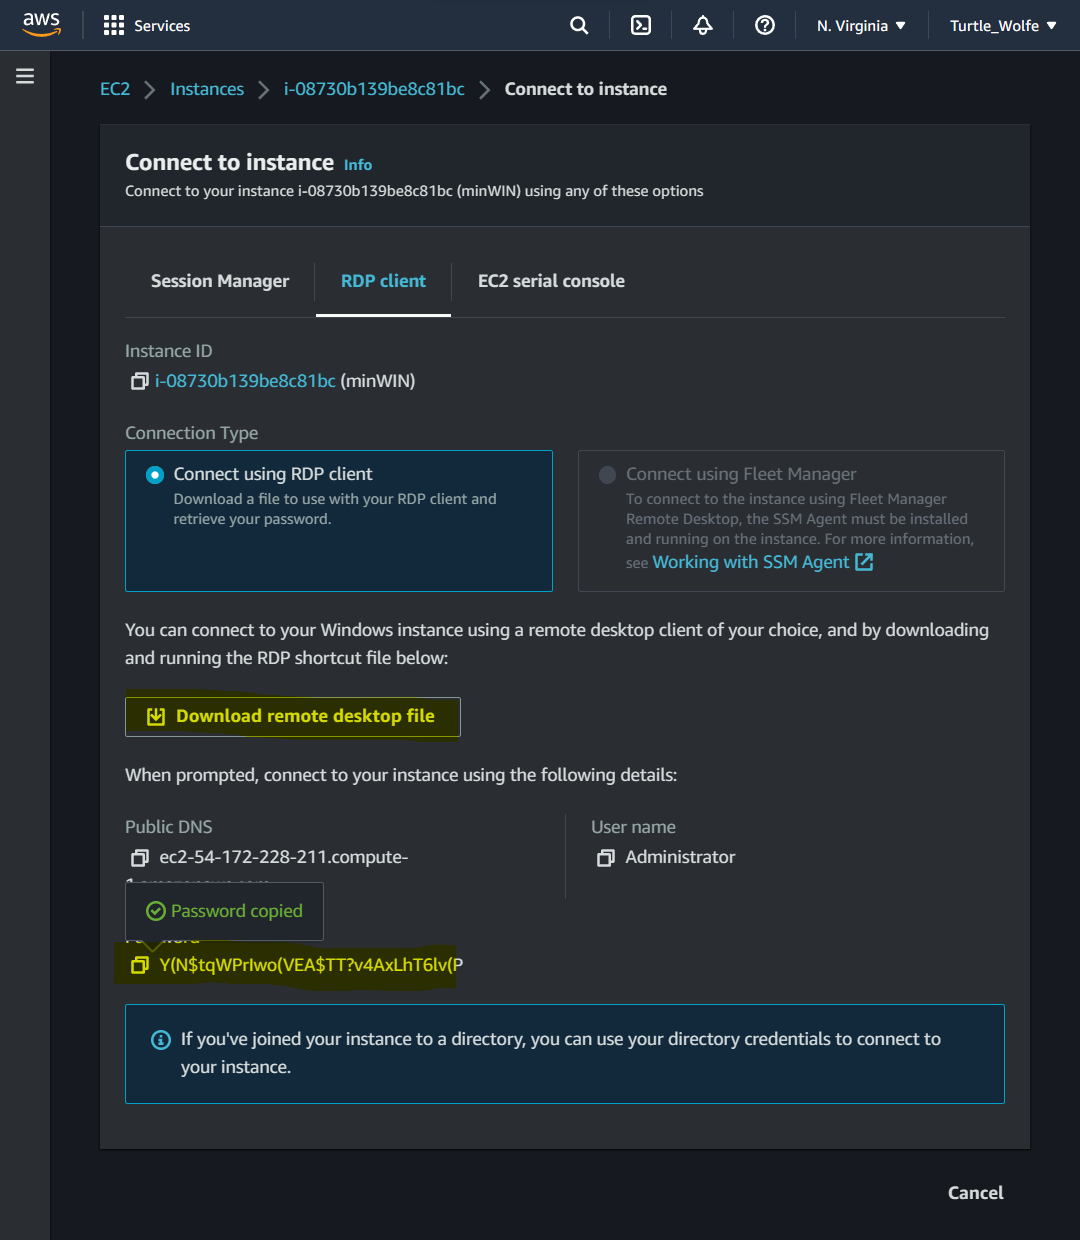 aws
Services
N. Virginia
Turtle_Wolfe
EC2
Instances
i-08730b139be8c81bc
Connect to instance
Connect to instance Info
Connect to your instance i-08730b139be8c81bc (minWIN) using any of these options
Session Manager
RDP client
EC2 serial console
Instance ID
i-08730b139be8c81bc (minWIN)
Connection Type
Connect using RDP client
Download a file to use with your RDP client and
retrieve your password.
Connect using Fleet Manager
To connect to the instance using Fleet Manager
Remote Desktop, the SSM Agent must be installed
and running on the instance. For more information,
see Working with SSM Agent
You can connect to your Windows instance using a remote desktop client of your choice, and by downloading
and running the RDP shortcut file below:
Download remote desktop file
When prompted, connect to your instance using the following details:
Public DNS
ec2-54-172-228-211.compute-
User name
Administrator
Password copied
Password
Y(N$tqWPrIwo(VEA$TT?v4AxLhT6lv(P
If you've joined your instance to a directory, you can use your directory credentials to connect to
your instance.
Cancel